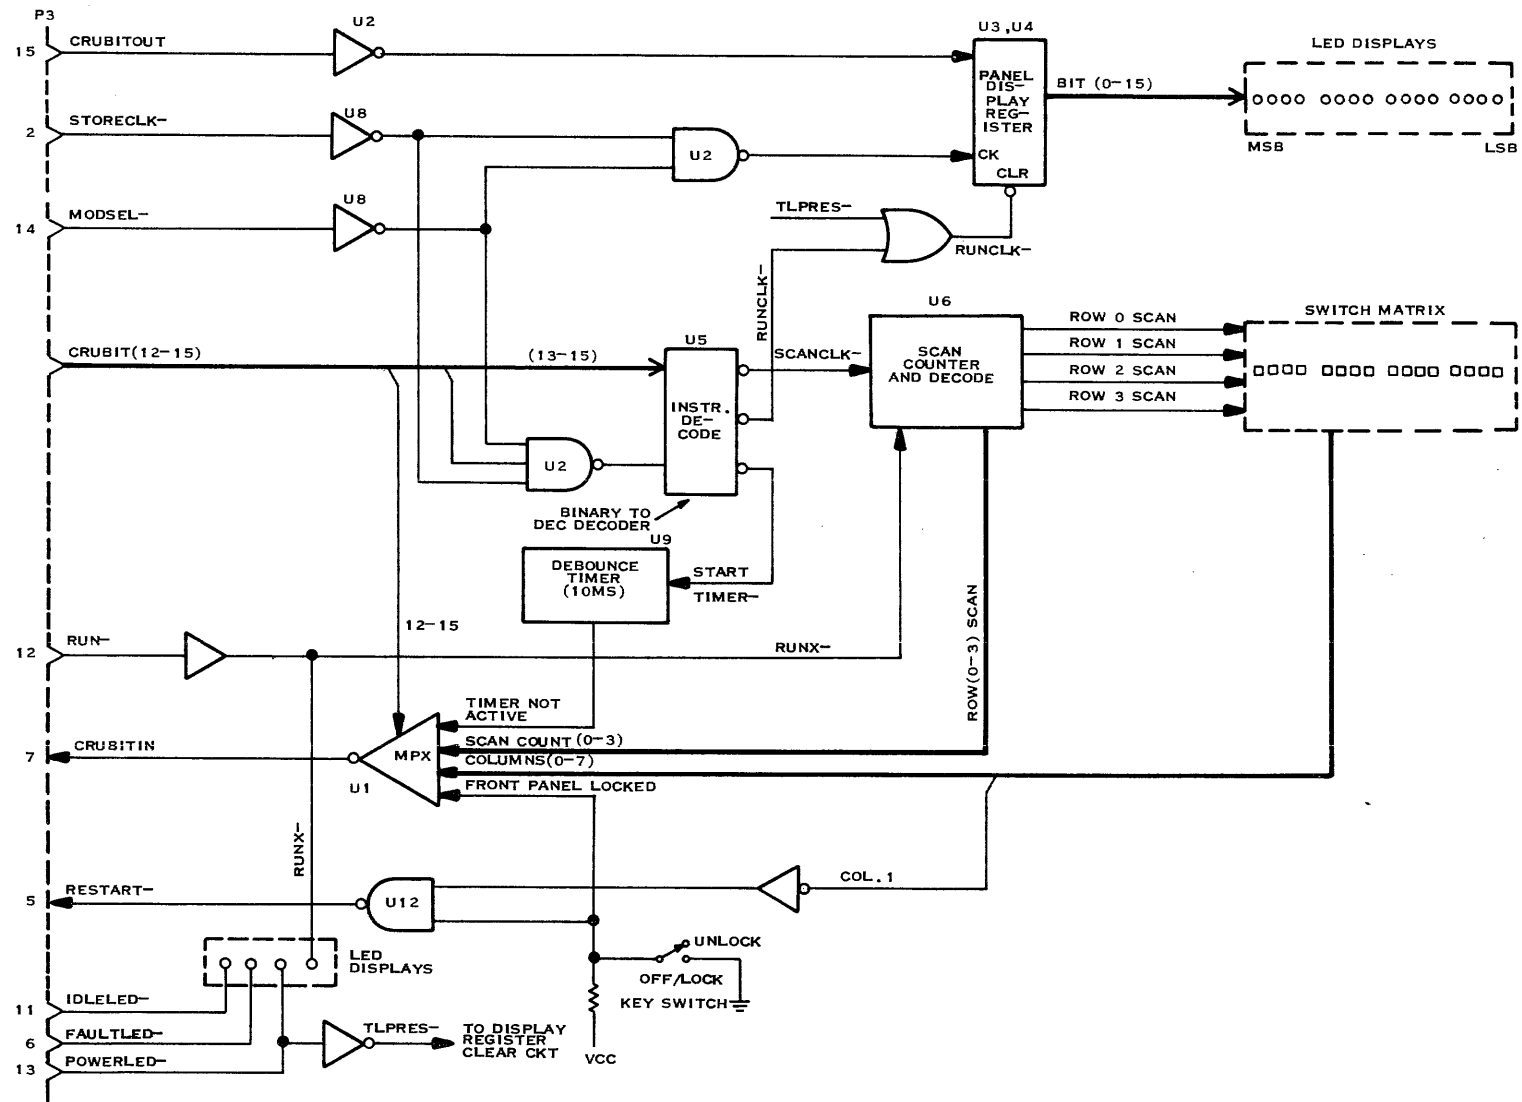 P3
U2
U3,U4
15
CRUBITOUT
LED DISPLAYS
PANEL
DIS-
PLAY
REG-
ISTER
BIT (0-15)
2
STORECLK-
U8
U2
CK
CLR
MSB
LSB
14
MODSEL-
U8
TLPRES-
RUNCLK-
RUNCLK-
U6
SWITCH MATRIX
CRUBIT(12-15)
(13-15)
U5
SCANCLK-
SCAN
COUNTER
AND DECODE
ROW 0 SCAN
ROW 1 SCAN
ROW 2 SCAN
ROW 3 SCAN
INSTR.
DE-
CODE
U2
BINARY TO
DEC DECODER
U9
DEBOUNCE
TIMER
(10MS)
START
TIMER-
12-15
ROW(0-3) SCAN
12
RUN-
RUNX-
TIMER NOT
ACTIVE
SCAN COUNT (0-3)
COLUMNS(0-7)
FRONT PANEL LOCKED
7
CRUBITIN
MPX
U1
RUNX-
5
RESTART-
U12
COL.1
LED
DISPLAYS
UNLOCK
OFF/LOCK
KEY SWITCH
11
IDLELED-
6
FAULTLED-
13
POWERLED-
TLPRES-
TO DISPLAY
REGISTER
CLEAR CKT
VCC